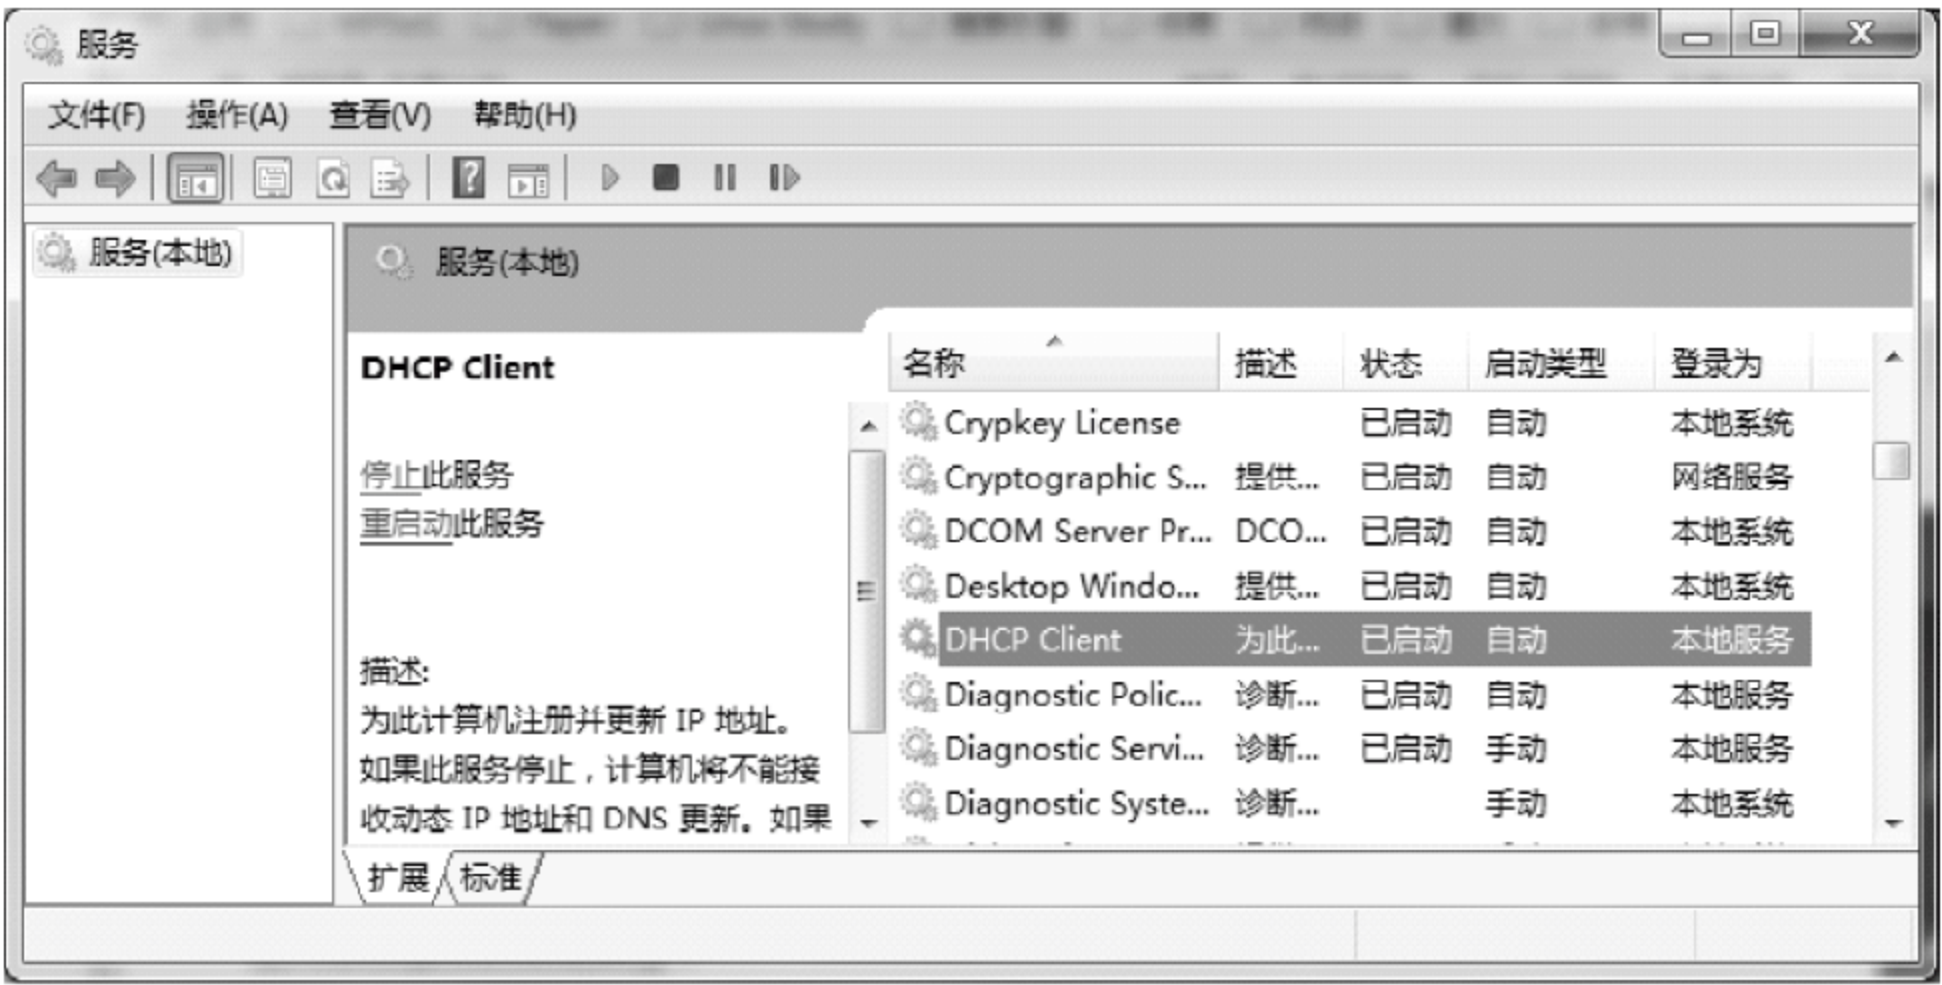 服务
文件(F) 操作(A) 查看(V) 帮助(H)
服务(本地)
服务(本地)
DHCP Client
停止此服务
重启动此服务
描述:
为此计算机注册并更新 IP 地址。
如果此服务停止，计算机将不能接
收动态 IP 地址和 DNS 更新。如果
名称 描述 状态 启动类型 登录为
Crypkey License 已启动 自动 本地系统
Cryptographic S... 提供... 已启动 自动 网络服务
DCOM Server Pr... DCO... 已启动 自动 本地系统
Desktop Windo... 提供... 已启动 自动 本地系统
DHCP Client 为此... 已启动 自动 本地服务
Diagnostic Polic... 诊断... 已启动 自动 本地服务
Diagnostic Servi... 诊断... 已启动 手动 本地服务
Diagnostic Syste... 诊断... 手动 本地系统
扩展 标准